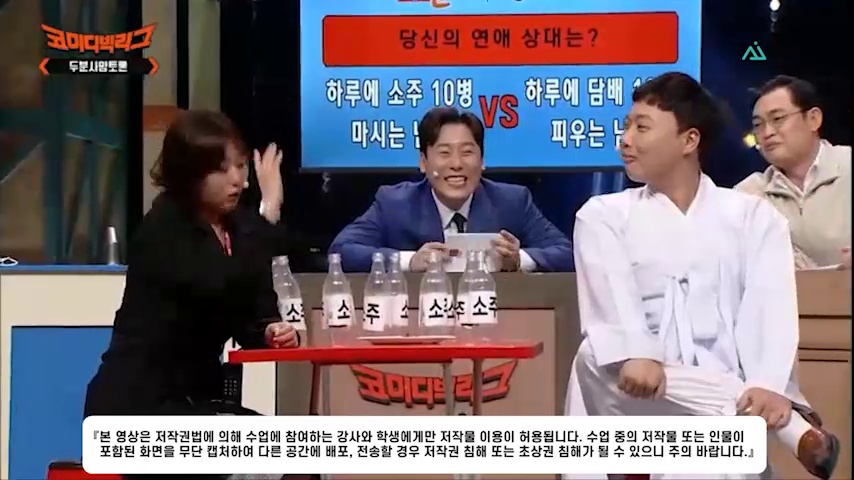 코미디빅리그
두분사망토론
당신의 연애 상대는?
하루에 소주 10병
마시는
VS
하루에 담배
피우는
소
소주
소
소주
코미디빅리그
『본 영상은 저작권법에 의해 수업에 참여하는 강사와 학생에게만 저작물 이용이 허용됩니다. 수업 중의 저작물 또는 인물이
포함된 화면을 무단 캡처하여 다른 공간에 배포, 전송할 경우 저작권 침해 또는 초상권 침해가 될 수 있으니 주의 바랍니다.』